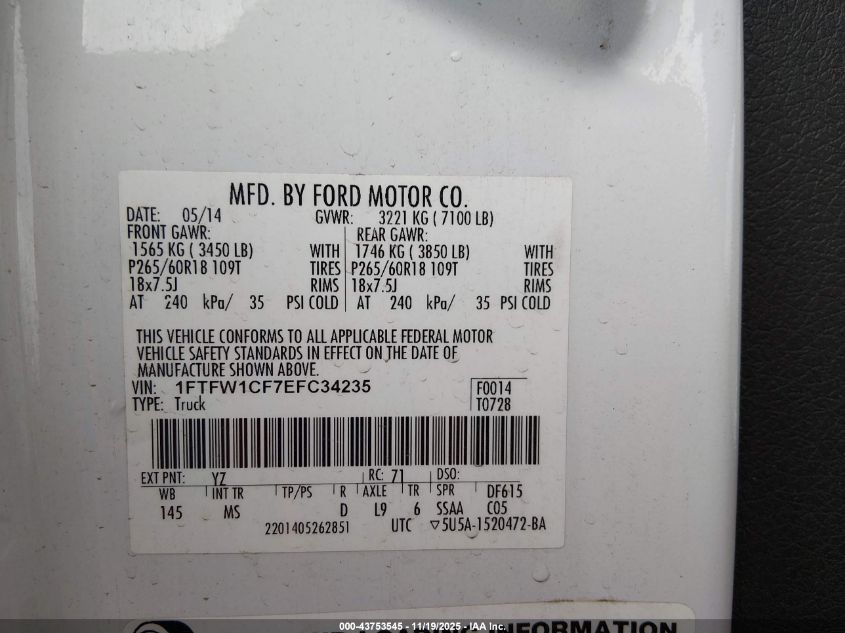 MFD. BY FORD MOTOR CO.
DATE: 05/14 GVWR: 3221 KG ( 7100 LB)
FRONT GAWR: REAR GAWR:
1565 KG ( 3450 LB) WITH 1746 KG ( 3850 LB) WITH
P265/60R18 109T TIRES P265/60R18 109T TIRES
18x7.5J RIMS 18x7.5J RIMS
AT 240 kPa/ 35 PSI COLD AT 240 kPa/ 35 PSI COLD
THIS VEHICLE CONFORMS TO ALL APPLICABLE FEDERAL MOTOR
VEHICLE SAFETY STANDARDS IN EFFECT ON THE DATE OF
MANUFACTURE SHOWN ABOVE.
VIN: 1FTFW1CF7EFC34235 F0014
TYPE: Truck T0728
EXT PNT: YZ RC: 71 DSO:
WB INT TR TP/PS R AXLE TR SPR DF615
145 MS D L9 6 SSAA C05
2201405262851 UTC ▽5U5A-1520472-BA
INFORMATION
000-43753545 - 11/19/2025 - IAA Inc.